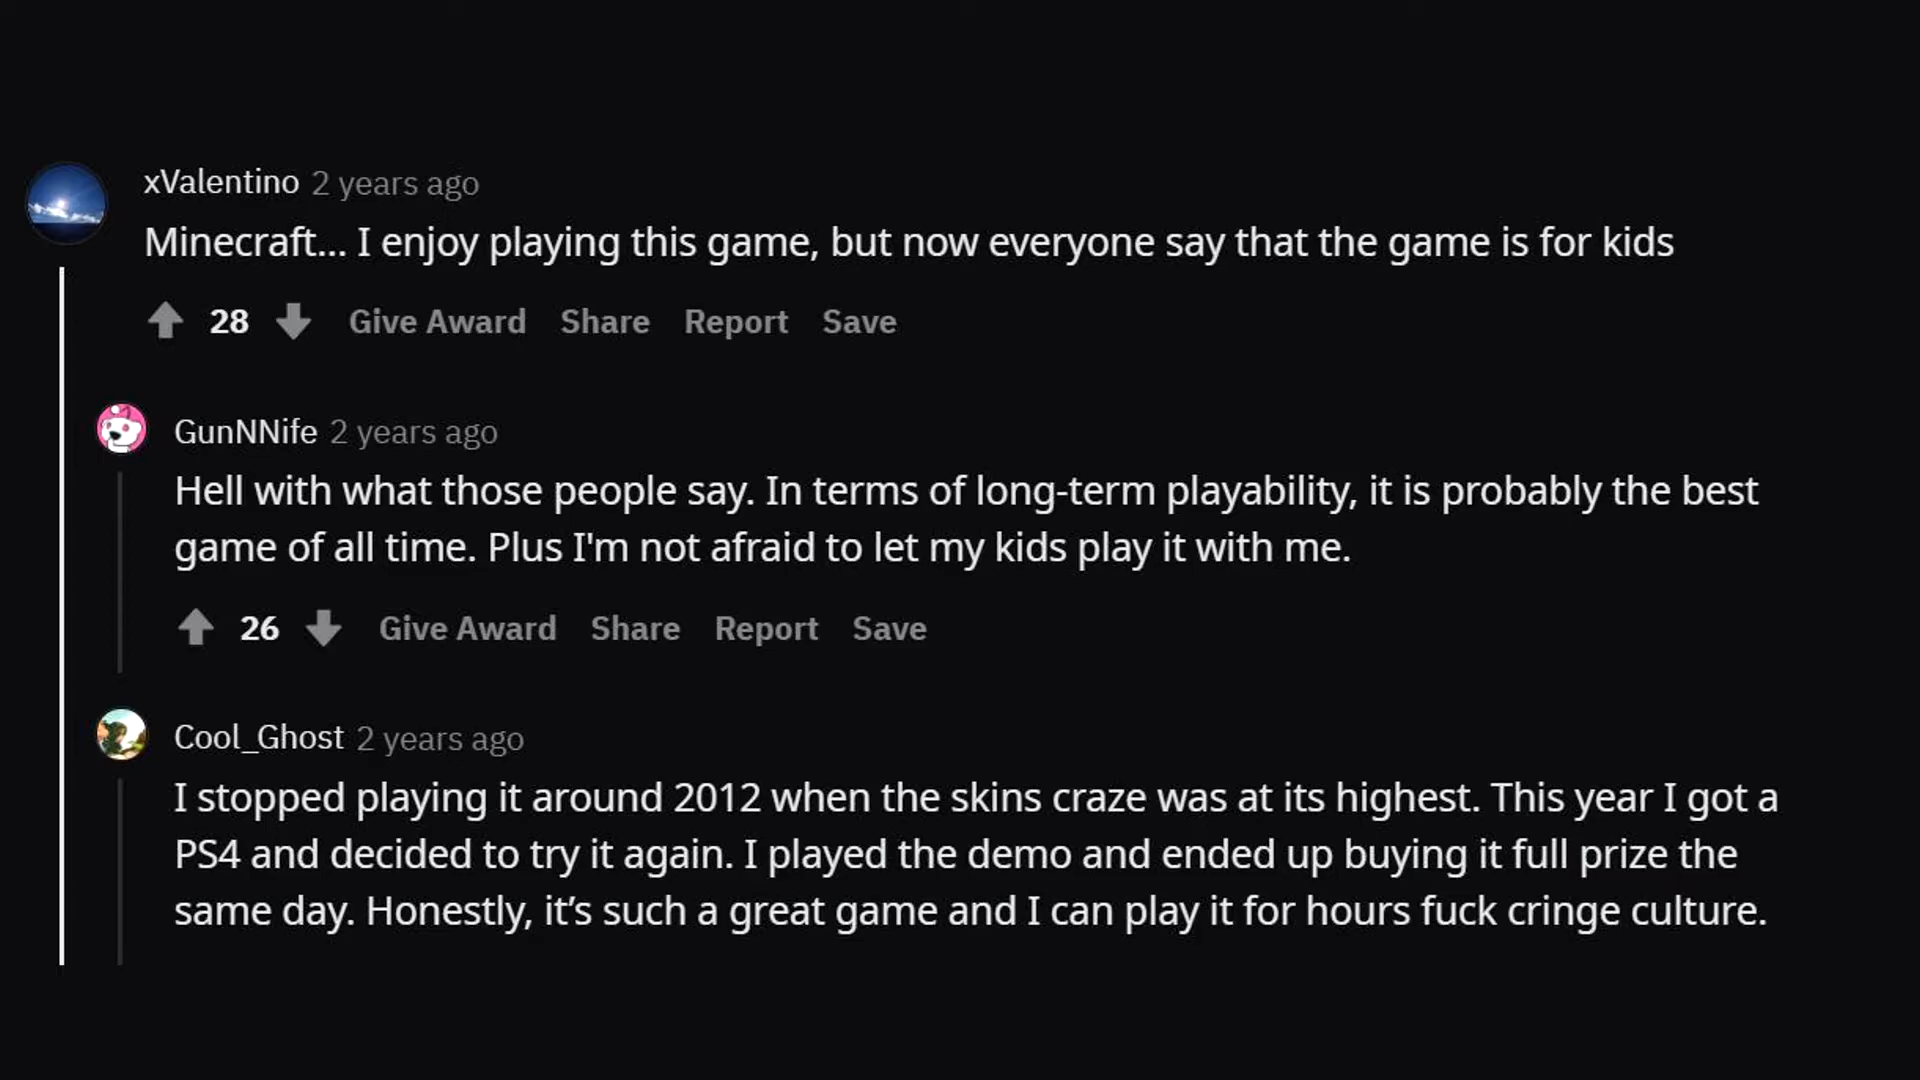 xValentino 2 years ago
Minecraft... I enjoy playing this game, but now everyone say that the game is for kids
28 Give Award Share Report Save
GunNNife 2 years ago
Hell with what those people say. In terms of long-term playability, it is probably the best
game of all time. Plus I'm not afraid to let my kids play it with me.
26 Give Award Share Report Save
Cool_Ghost 2 years ago
I stopped playing it around 2012 when the skins craze was at its highest. This year I got a
PS4 and decided to try it again. I played the demo and ended up buying it full prize the
same day. Honestly, it’s such a great game and I can play it for hours fuck cringe culture.